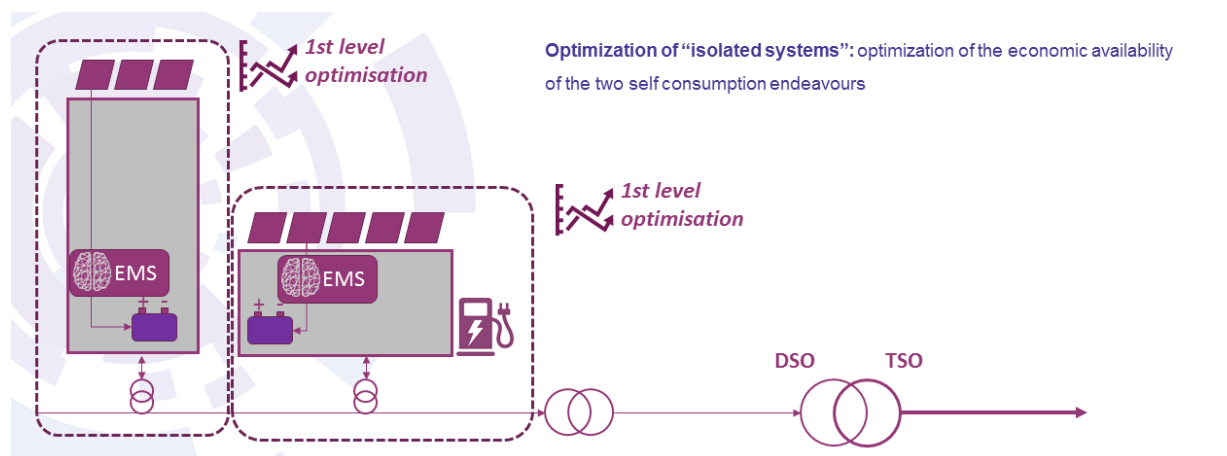 1st level
optimisation
Optimization of “isolated systems”: optimization of the economic availability
of the two self consumption endeavours
1st level
optimisation
EMS
+ -
EMS
+ -
DSO TSO